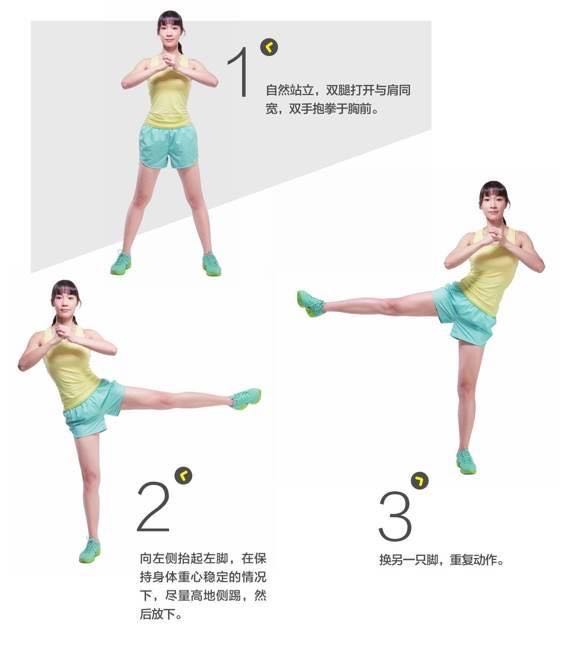 1
自然站立，双腿打开与肩同
宽，双手抱拳于胸前。
2
向左侧抬起左脚，在保
持身体重心稳定的情况
下，尽量高地侧踢，然
后放下。
3
换另一只脚，重复动作。